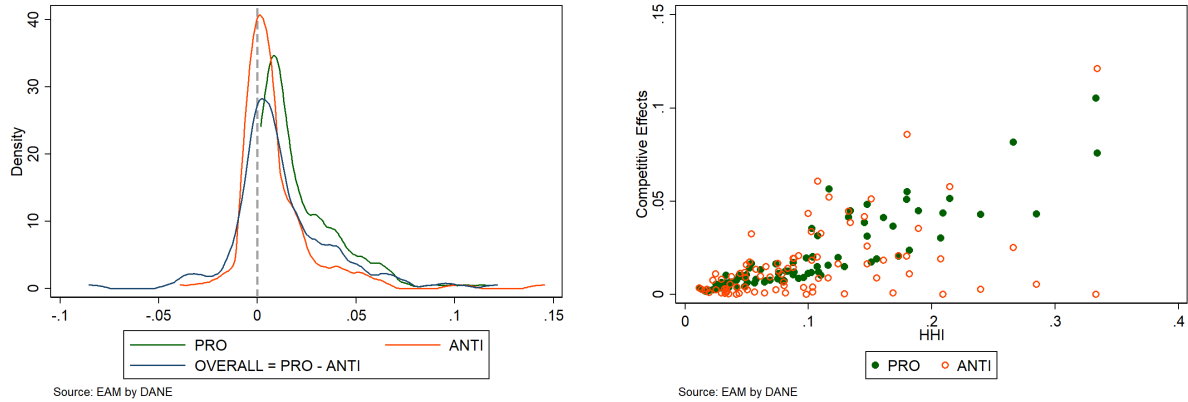 Density
40
30
20
10
0
-.1 -.05 0 .05 .1 .15
PRO ANTI
OVERALL = PRO - ANTI
Source: EAM by DANE
Competitive Effects
.15
.1
.05
0
0 .1 .2 .3 .4
HHI
PRO ANTI
Source: EAM by DANE